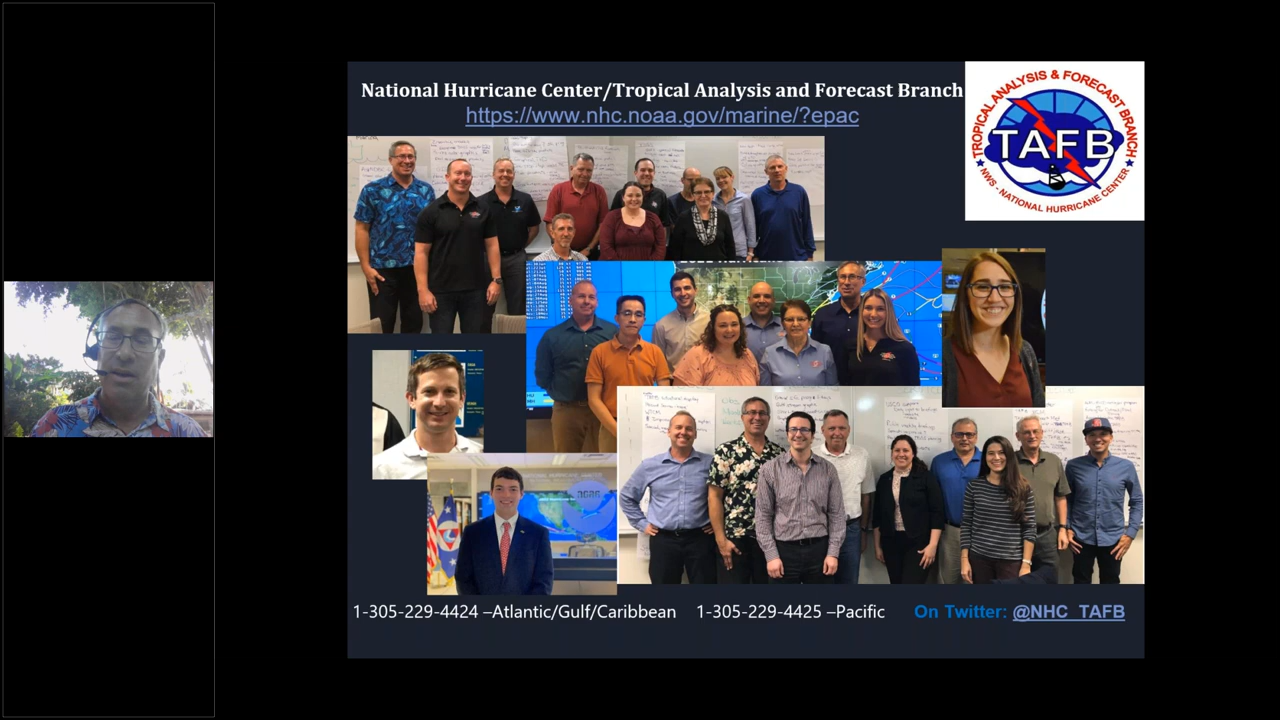 National Hurricane Center/Tropical Analysis and Forecast Branch
https://www.nhc.noaa.gov/marine/?epac
TROPICAL ANALYSIS & FORECAST BRANCH
TAFB
NWS - NATIONAL HURRICANE CENTER
1-305-229-4424 –Atlantic/Gulf/Caribbean
1-305-229-4425 –Pacific
On Twitter: @NHC_TAFB